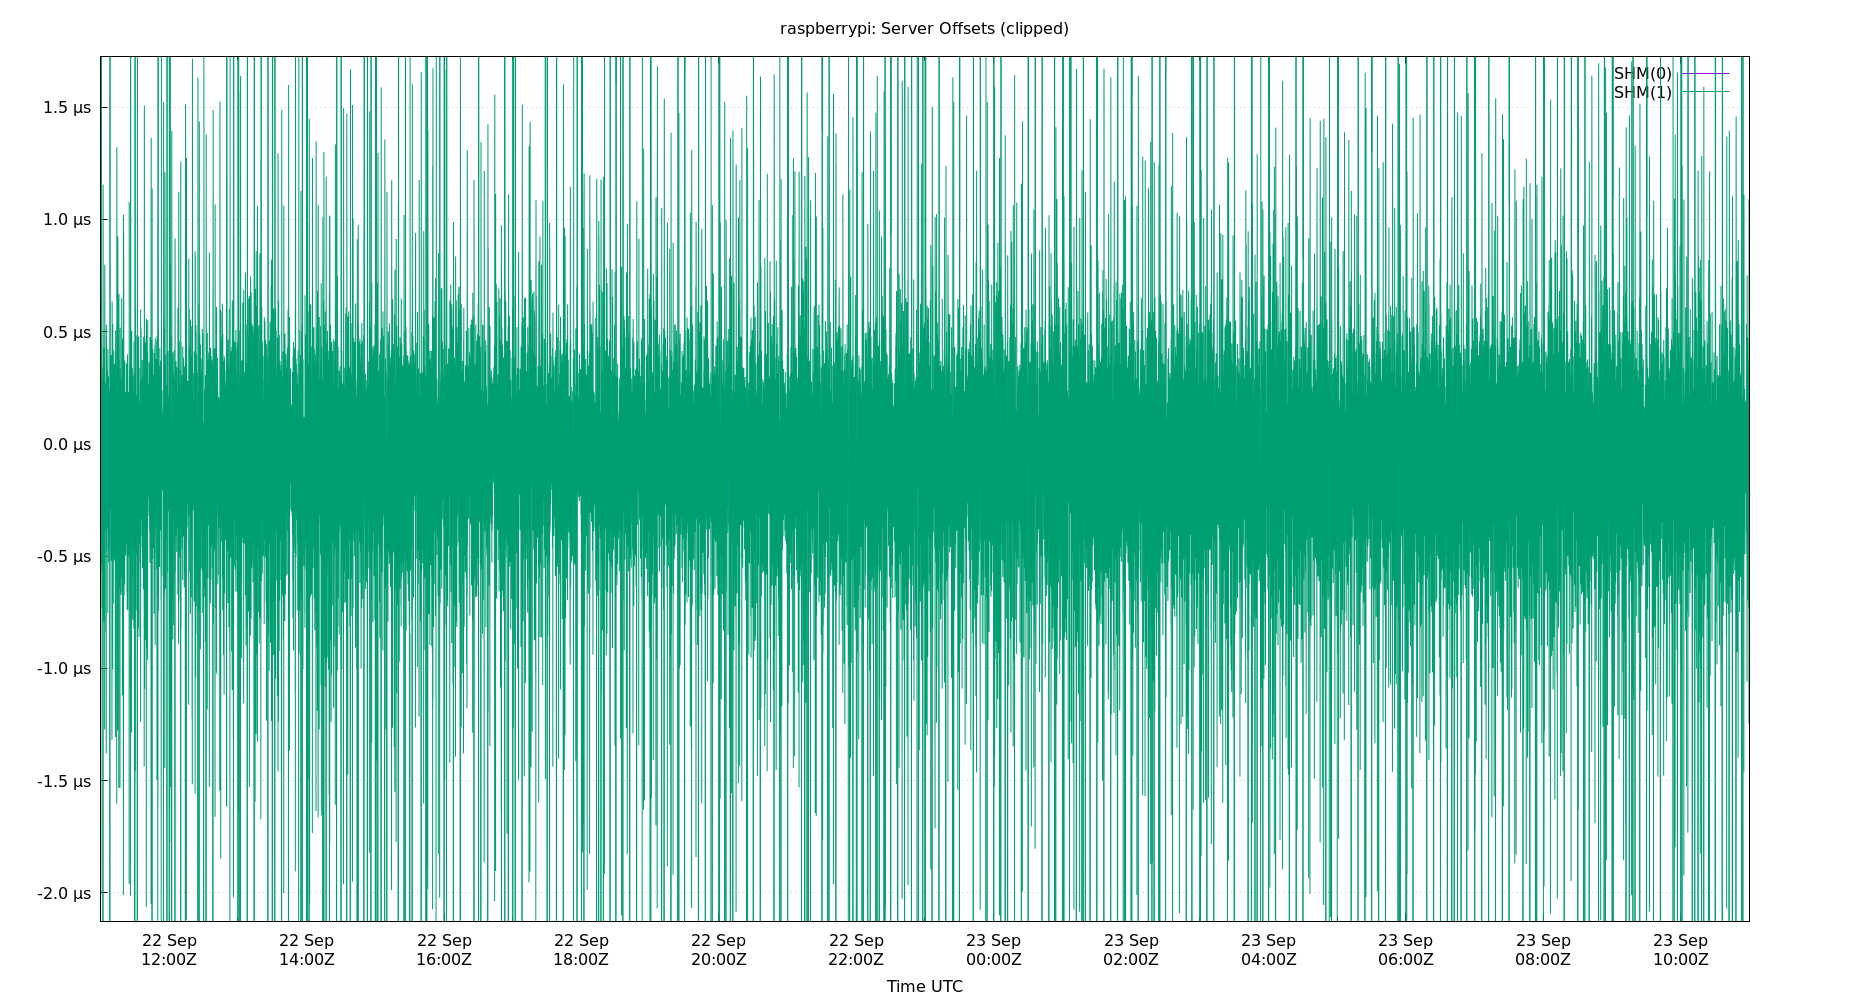 raspberrypi: Server Offsets (clipped)
SHM(0)
SHM(1)
1.5 µs
1.0 µs
0.5 µs
0.0 µs
-0.5 µs
-1.0 µs
-1.5 µs
-2.0 µs
22 Sep 22 Sep 22 Sep 22 Sep 22 Sep 22 Sep 23 Sep 23 Sep 23 Sep 23 Sep 23 Sep 23 Sep
12:00Z 14:00Z 16:00Z 18:00Z 20:00Z 22:00Z 00:00Z 02:00Z 04:00Z 06:00Z 08:00Z 10:00Z
Time UTC